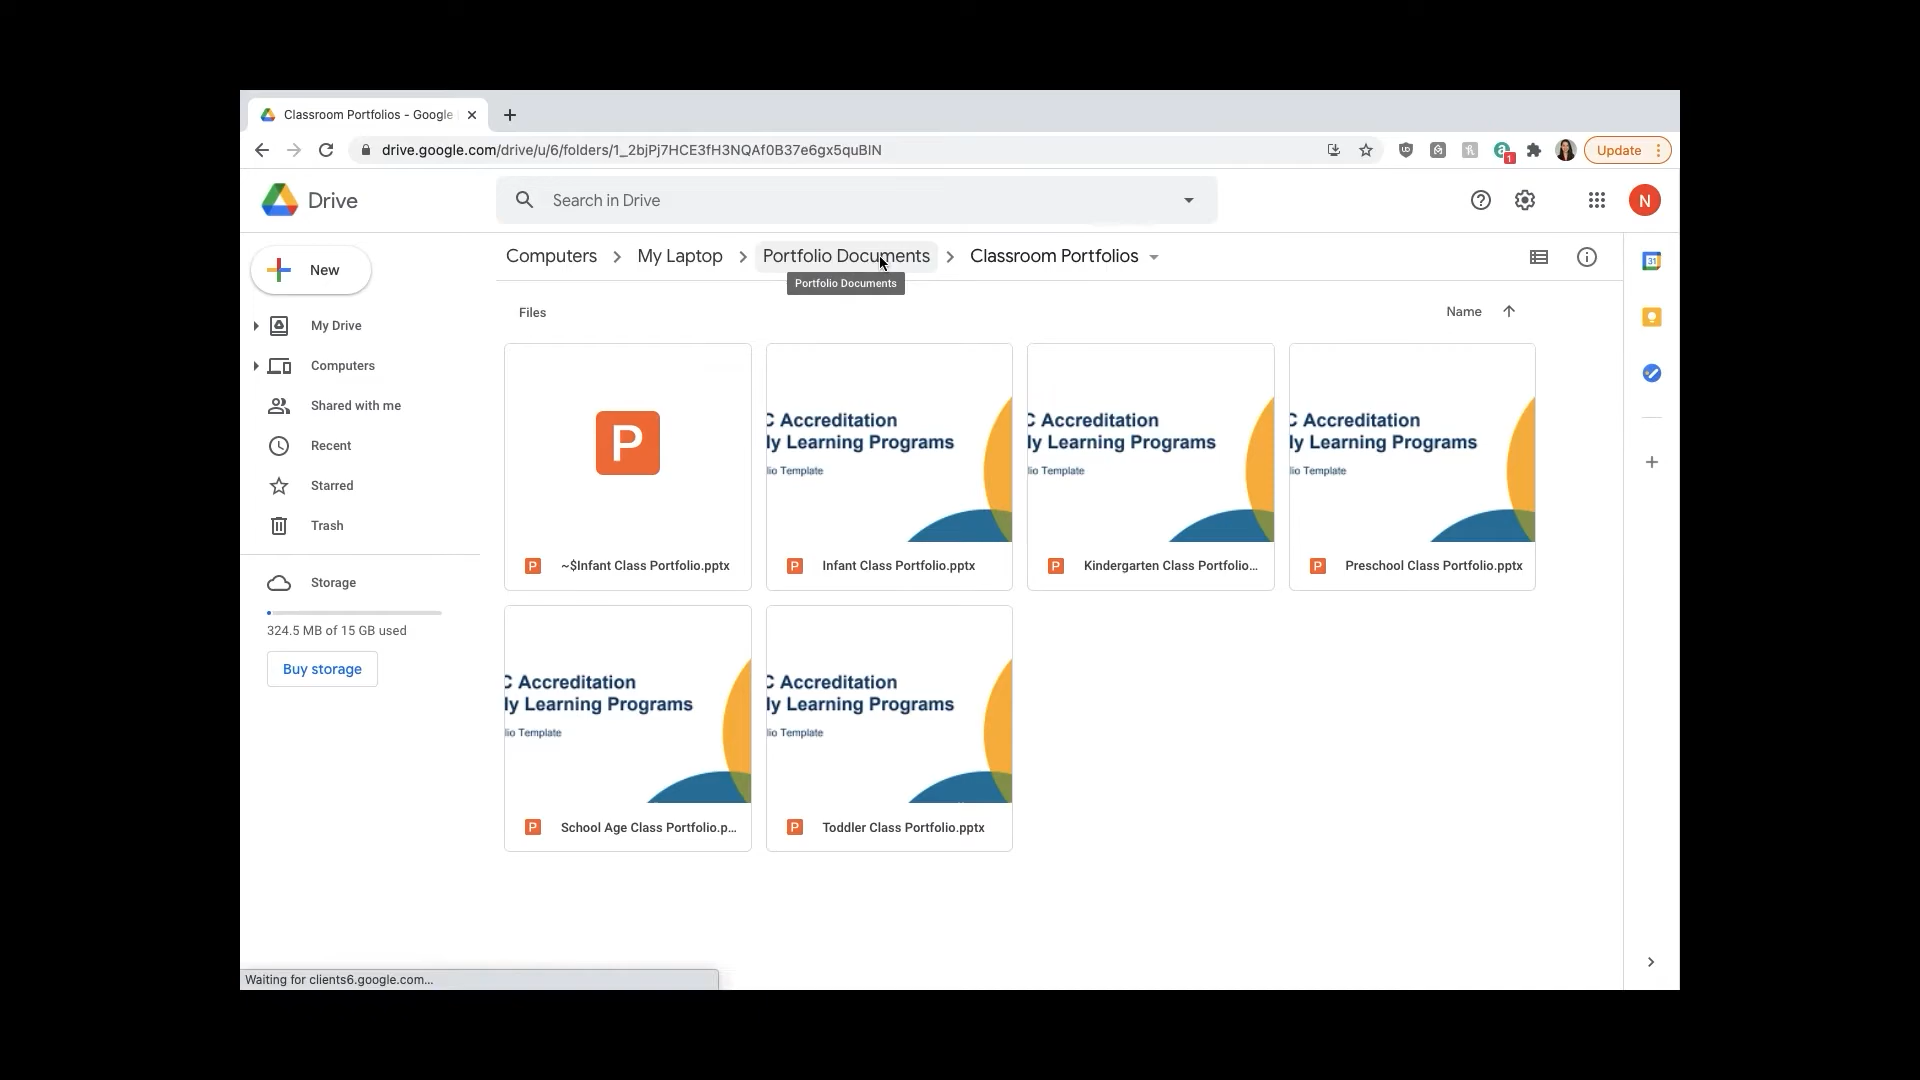 Classroom Portfolios - Google
drive.google.com/drive/u/6/folders/1_2bjPj7HCE3fH3NQAf0B37e6gx5quBlN
1
Update
Drive
Search in Drive
N
New
Computers
My Laptop
Portfolio Documents
Classroom Portfolios
Portfolio Documents
31
My Drive
Computers
Shared with me
Recent
Starred
Trash
Storage
324.5 MB of 15 GB used
Buy storage
Files
Name
P
C Accreditation
ly Learning Programs
lio Template
C Accreditation
ly Learning Programs
lio Template
C Accreditation
ly Learning Programs
lio Template
P ~$Infant Class Portfolio.pptx
P Infant Class Portfolio.pptx
P Kindergarten Class Portfolio...
P Preschool Class Portfolio.pptx
C Accreditation
ly Learning Programs
lio Template
C Accreditation
ly Learning Programs
lio Template
P School Age Class Portfolio.p...
P Toddler Class Portfolio.pptx
Waiting for clients6.google.com...